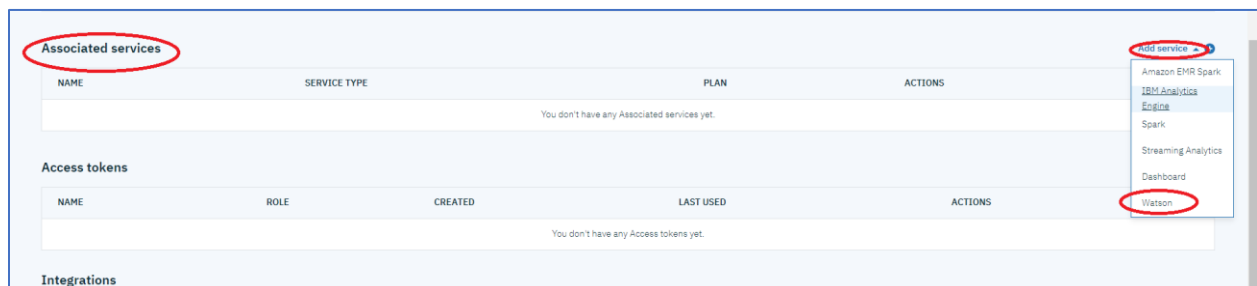 Associated services
Add service
NAME SERVICE TYPE PLAN ACTIONS
You don't have any Associated services yet.
Amazon EMR Spark
IBM Analytics
Engine
Spark
Streaming Analytics
Dashboard
Watson
Access tokens
NAME ROLE CREATED LAST USED ACTIONS
You don't have any Access tokens yet.
Integrations